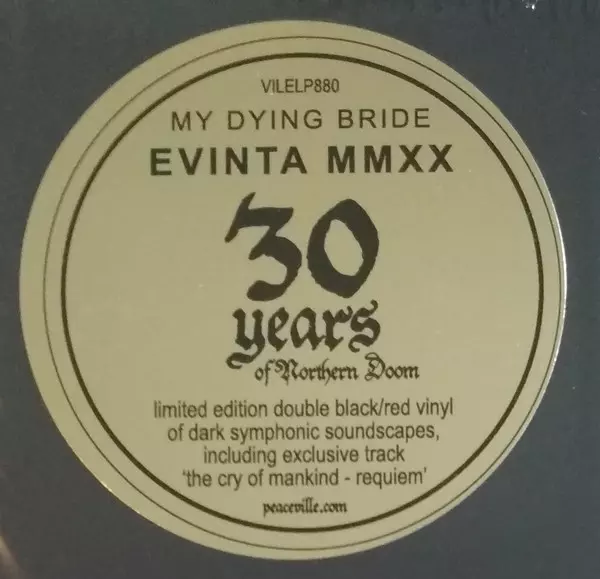 VILELP880
MY DYING BRIDE
EVINTA MMXX
30
years
of Northern Doom
limited edition double black/red vinyl
of dark symphonic soundscapes,
including exclusive track
'the cry of mankind - requiem'
peaceville.com